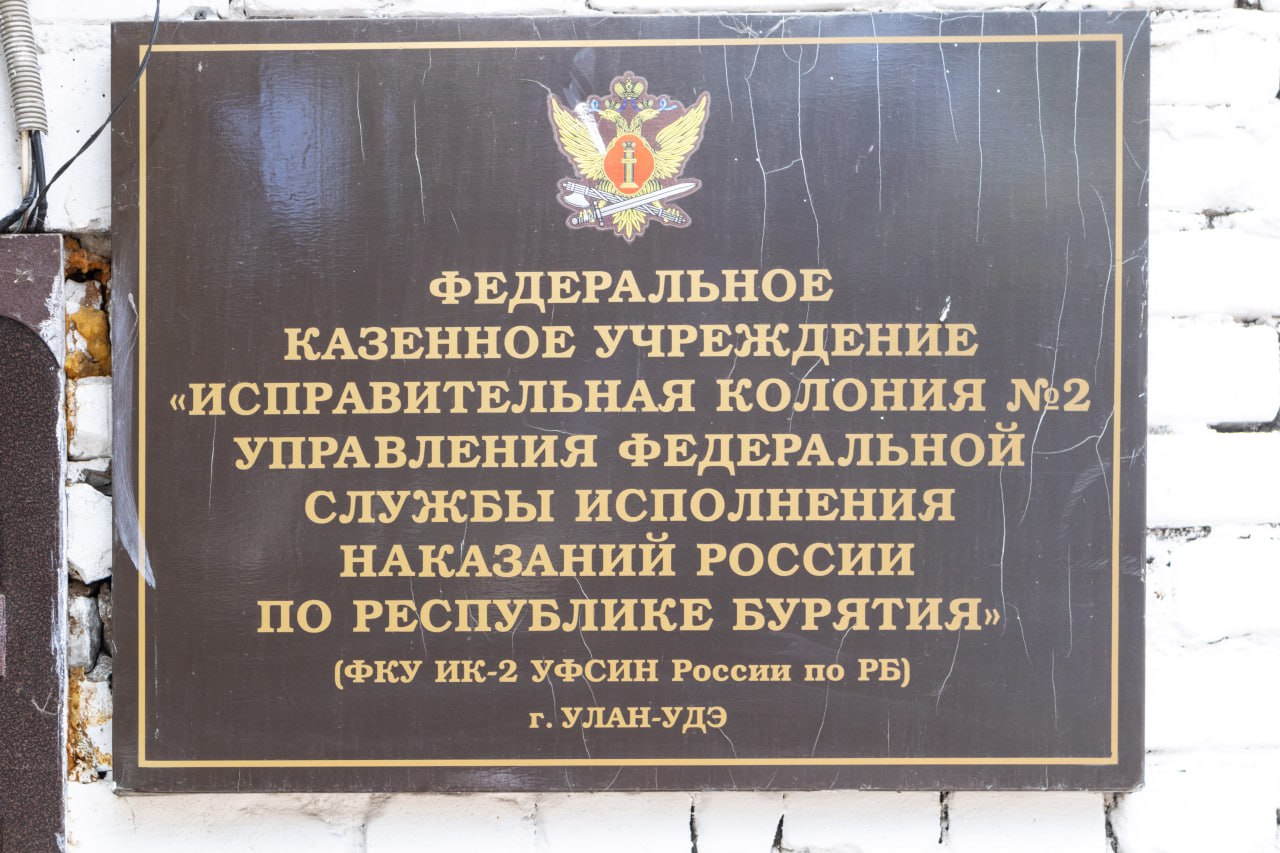 ФЕДЕРАЛЬНОЕ
КАЗЕННОЕ УЧРЕЖДЕНИЕ
«ИСПРАВИТЕЛЬНАЯ КОЛОНИЯ №2
УПРАВЛЕНИЯ ФЕДЕРАЛЬНОЙ
СЛУЖБЫ ИСПОЛНЕНИЯ
НАКАЗАНИЙ РОССИИ
ПО РЕСПУБЛИКЕ БУРЯТИЯ»
(ФКУ ИК-2 УФСИН России по РБ)
г. УЛАН-УДЭ